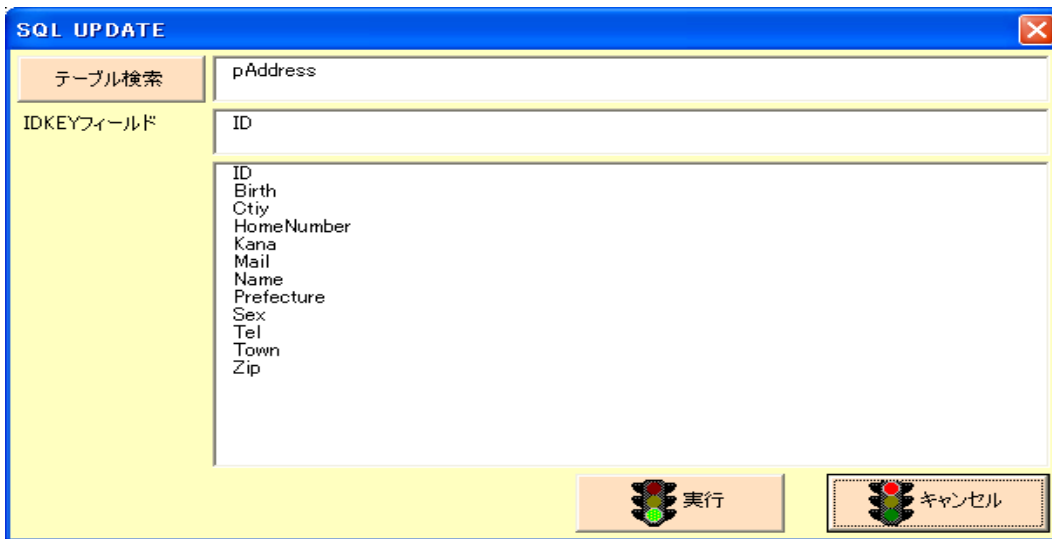 SQL UPDATE
テーブル検索
pAddress
IDKEYフィールド
ID
ID
Birth
Ctiy
HomeNumber
Kana
Mail
Name
Prefecture
Sex
Tel
Town
Zip
実行
キャンセル